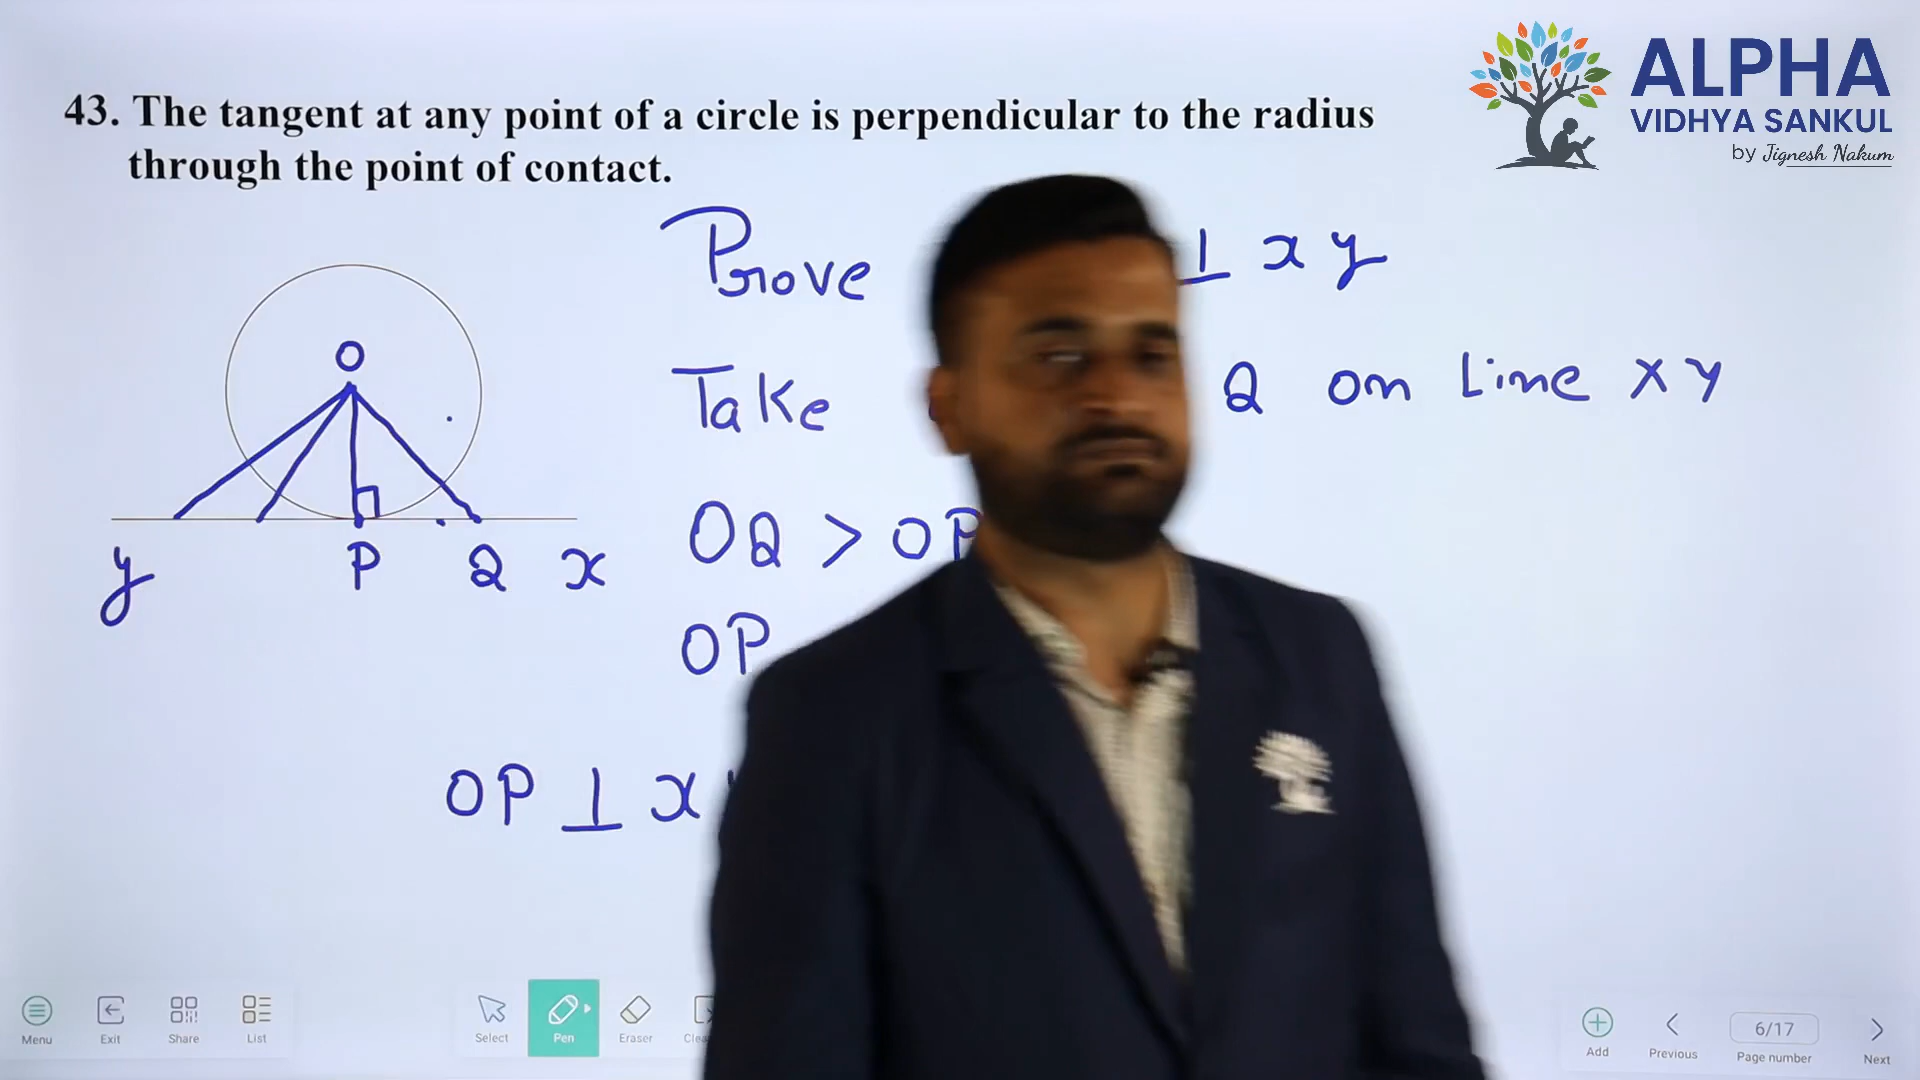 ALPHA
VIDHYA SANKUL
by Jignesh Nakum
43. The tangent at any point of a circle is perpendicular to the radius
through the point of contact.
Prove ⊥ x y
Take Q on Line XY
OQ > OP
OP
OP ⊥ x
O
y P Q x
Menu Exit Share List Select Pen Eraser Add Previous 6/17 Page number Next